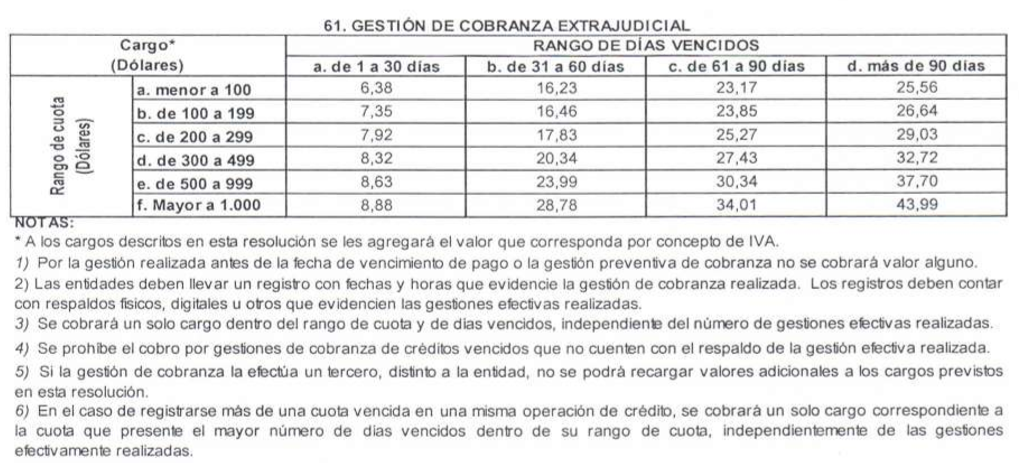 61. GESTIÓN DE COBRANZA EXTRAJUDICIAL
Cargo* RANGO DE DÍAS VENCIDOS
(Dólares) a. de 1 a 30 días b. de 31 a 60 días c. de 61 a 90 días d. más de 90 días
Rango de cuota
(Dólares)
a. menor a 100 6,38 16,23 23,17 25,56
b. de 100 a 199 7,35 16,46 23,85 26,64
c. de 200 a 299 7,92 17,83 25,27 29,03
d. de 300 a 499 8,32 20,34 27,43 32,72
e. de 500 a 999 8,63 23,99 30,34 37,70
f. Mayor a 1.000 8,88 28,78 34,01 43,99
NOTAS:
* A los cargos descritos en esta resolución se les agregará el valor que corresponda por concepto de IVA.
1) Por la gestión realizada antes de la fecha de vencimiento de pago o la gestión preventiva de cobranza no se cobrará valor alguno.
2) Las entidades deben llevar un registro con fechas y horas que evidencie la gestión de cobranza realizada. Los registros deben contar
con respaldos físicos, digitales u otros que evidencien las gestiones efectivas realizadas.
3) Se cobrará un solo cargo dentro del rango de cuota y de días vencidos, independiente del número de gestiones efectivas realizadas.
4) Se prohíbe el cobro por gestiones de cobranza de créditos vencidos que no cuenten con el respaldo de la gestión efectiva realizada.
5) Si la gestión de cobranza la efectúa un tercero, distinto a la entidad, no se podrá recargar valores adicionales a los cargos previstos
en esta resolución.
6) En el caso de registrarse más de una cuota vencida en una misma operación de crédito, se cobrará un solo cargo correspondiente a
la cuota que presente el mayor número de días vencidos dentro de su rango de cuota, independientemente de las gestiones
efectivamente realizadas.